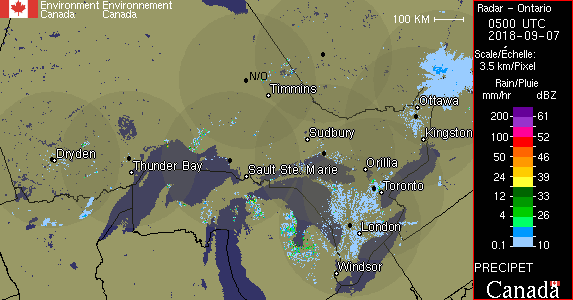 Environment Environnement
Canada Canada
100 KM
N/O
Timmins
Ottawa
Sudbury
Kingston
Dryden
Thunder Bay
Sault Ste. Marie
Orillia
Toronto
London
Windsor
Radar - Ontario
0500 UTC
2018-09-07
Scale/Échelle:
3.5 km/Pixel
Rain/Pluie
mm/hr dBZ
200 61
100 52
50 46
24 39
12 33
4 26
0.1 10
PRECIPET
Canada